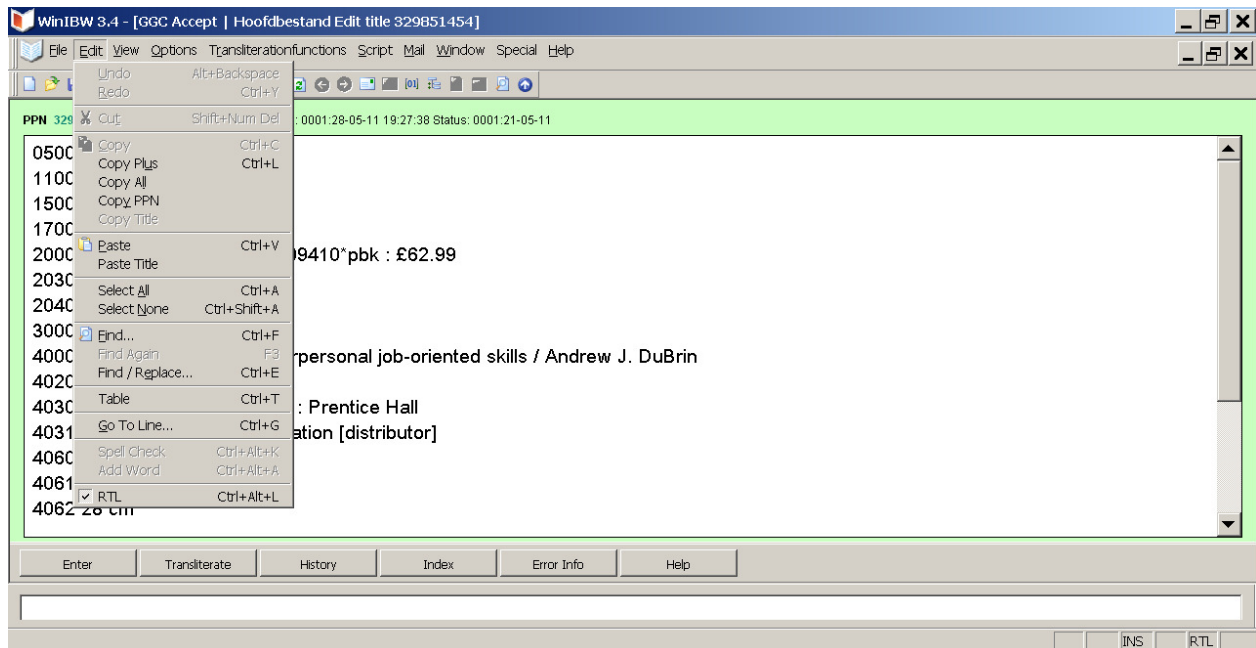 WinIBW 3.4 - [GGC Accept | Hoofdbestand Edit title 329851454]
File Edit View Options Transliterationfunctions Script Mail Window Special Help
PPN 329 : 0001:28-05-11 19:27:38 Status: 0001:21-05-11
Undo Alt+Backspace
Redo Ctrl+Y
Cut Shift+Num Del
Copy Ctrl+C
Copy Plus Ctrl+L
Copy All
Copy PPN
Copy Title
Paste Ctrl+V
Paste Title
Select All Ctrl+A
Select None Ctrl+Shift+A
Find... Ctrl+F
Find Again F3
Find / Replace... Ctrl+E
Table Ctrl+T
Go To Line... Ctrl+G
Spell Check Ctrl+Alt+K
Add Word Ctrl+Alt+A
RTL Ctrl+Alt+L
0500
1100
1500
1700
2000 09410*pbk : £62.99
2030
2040
3000
4000 rpersonal job-oriented skills / Andrew J. DuBrin
4020
4030 : Prentice Hall
4031 ation [distributor]
4060
4061
4062 28 cm
Enter Transliterate History Index Error Info Help
INS RTL